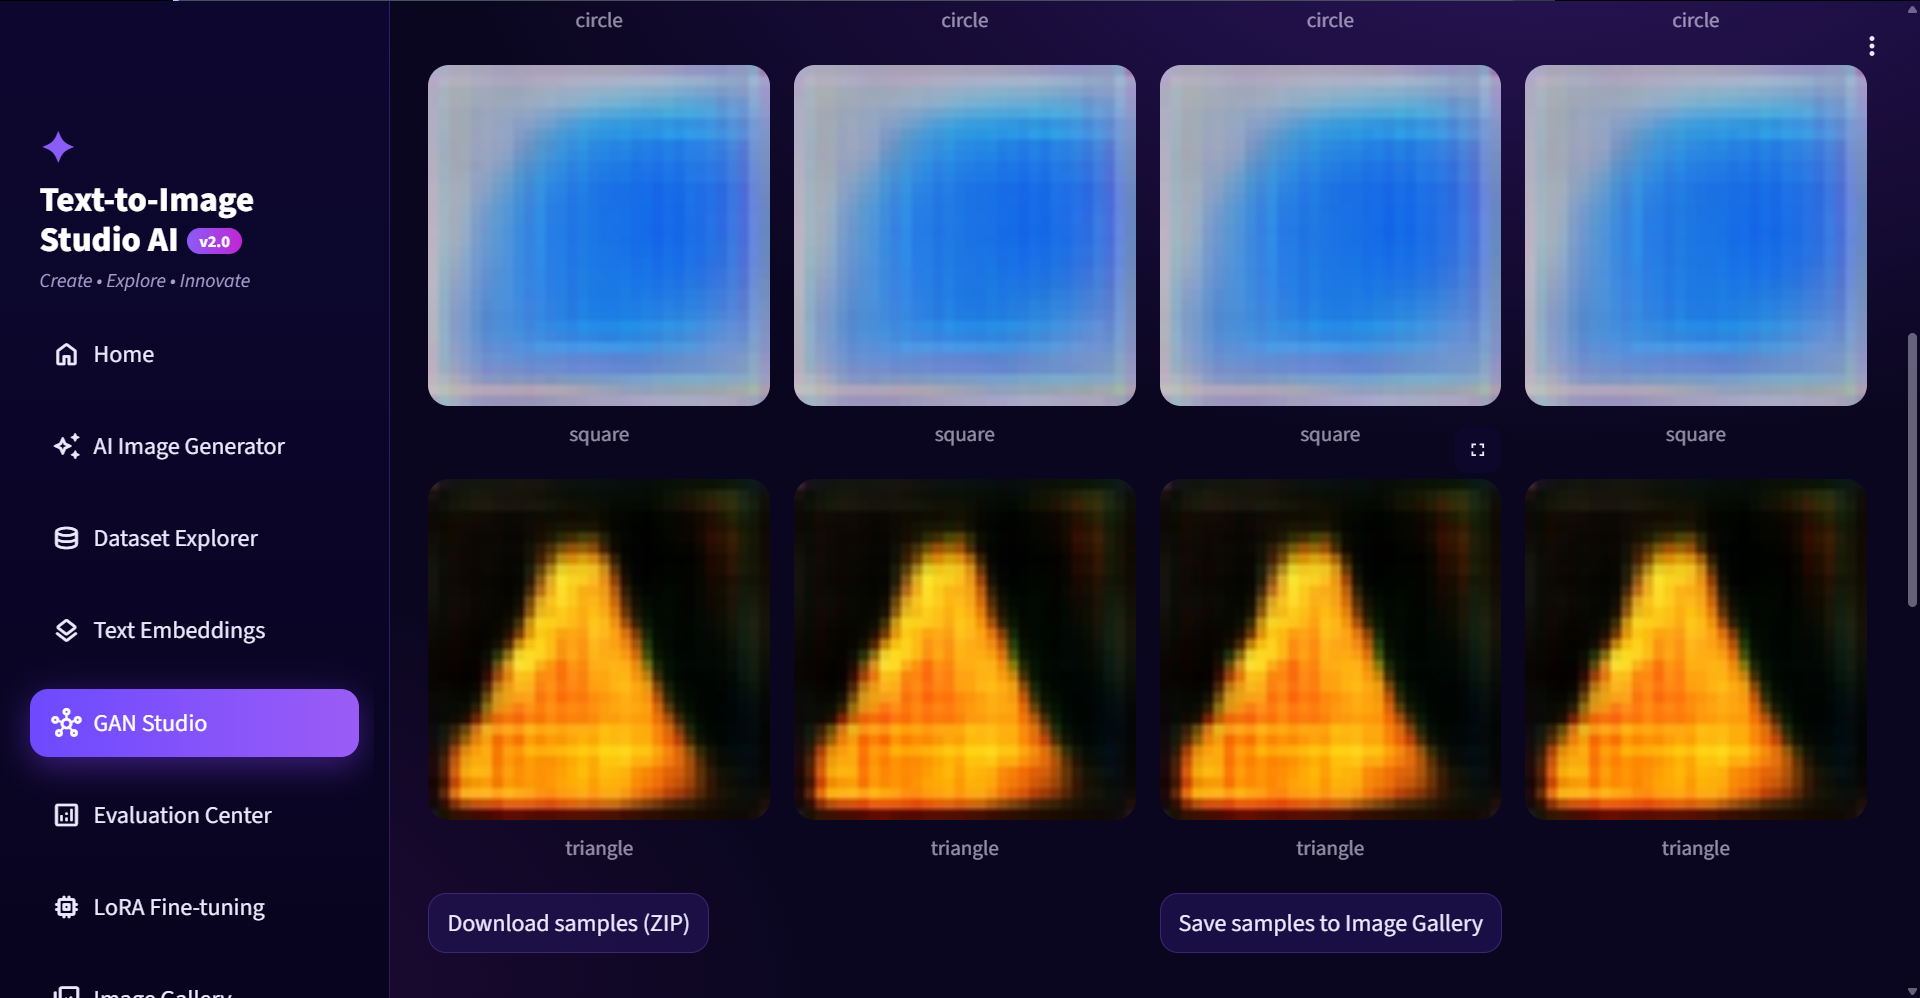 circle circle circle circle
Text-to-Image
Studio AI v2.0
Create • Explore • Innovate
Home
AI Image Generator
Dataset Explorer
Text Embeddings
GAN Studio
Evaluation Center
LoRA Fine-tuning
Image Gallery
square square square square
triangle triangle triangle triangle
Download samples (ZIP)
Save samples to Image Gallery